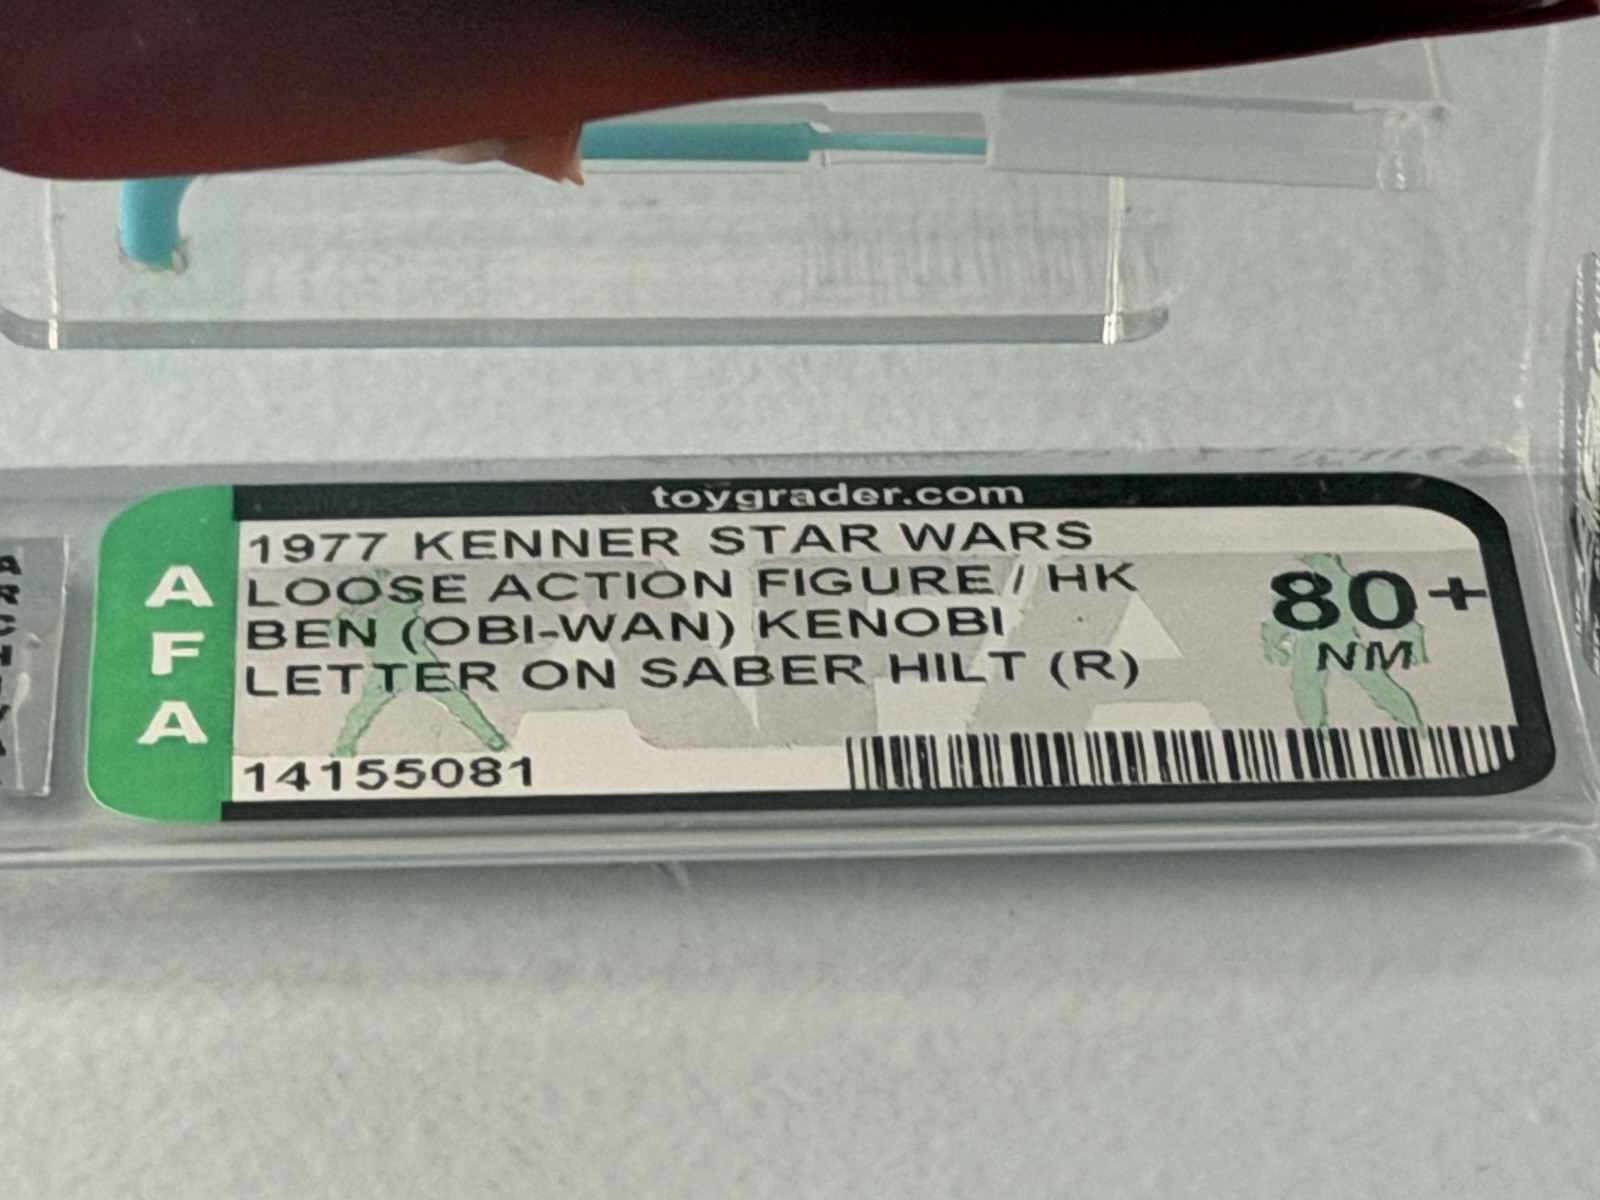 toygrader.com
A
F
A
1977 KENNER STAR WARS
LOOSE ACTION FIGURE / HK
BEN (OBI-WAN) KENOBI
LETTER ON SABER HILT (R)
80+
NM
14155081